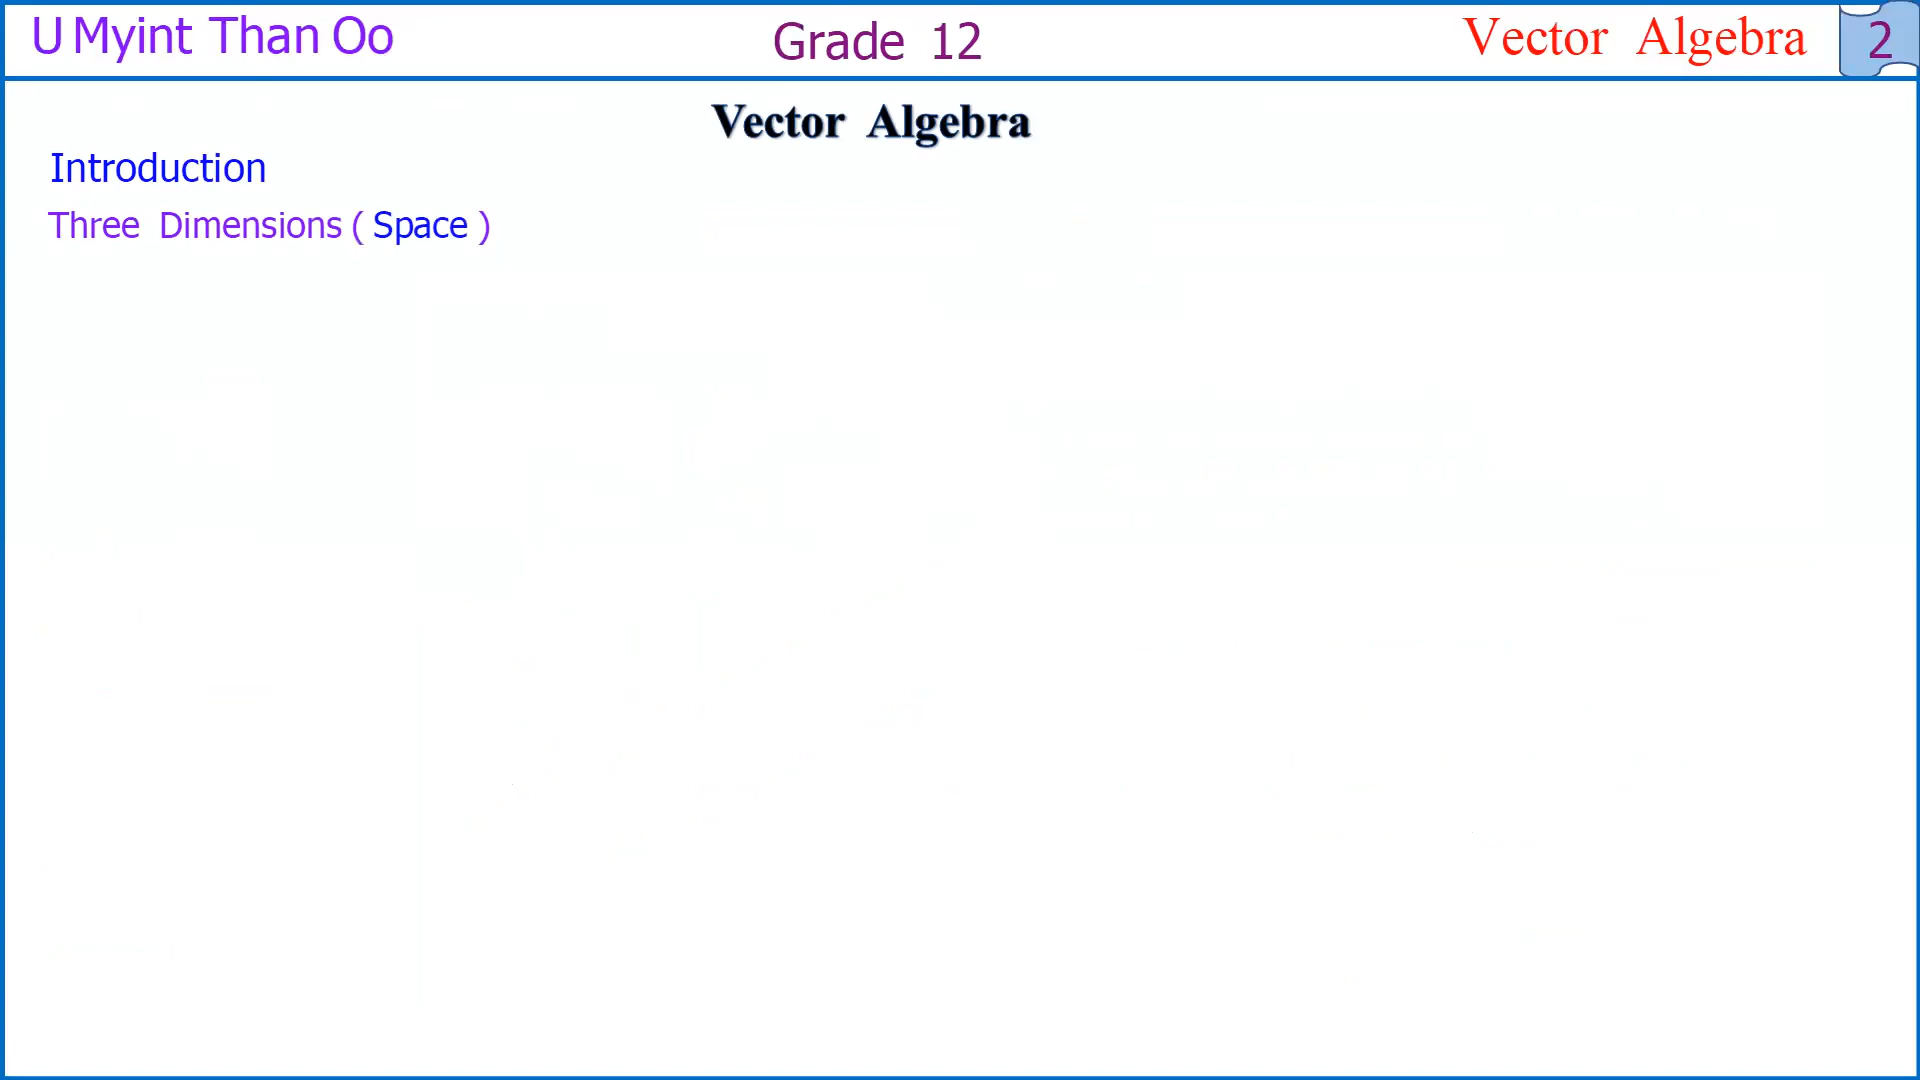 U Myint Than Oo Grade 12 Vector Algebra 2
Vector Algebra
Introduction
Three Dimensions ( Space )